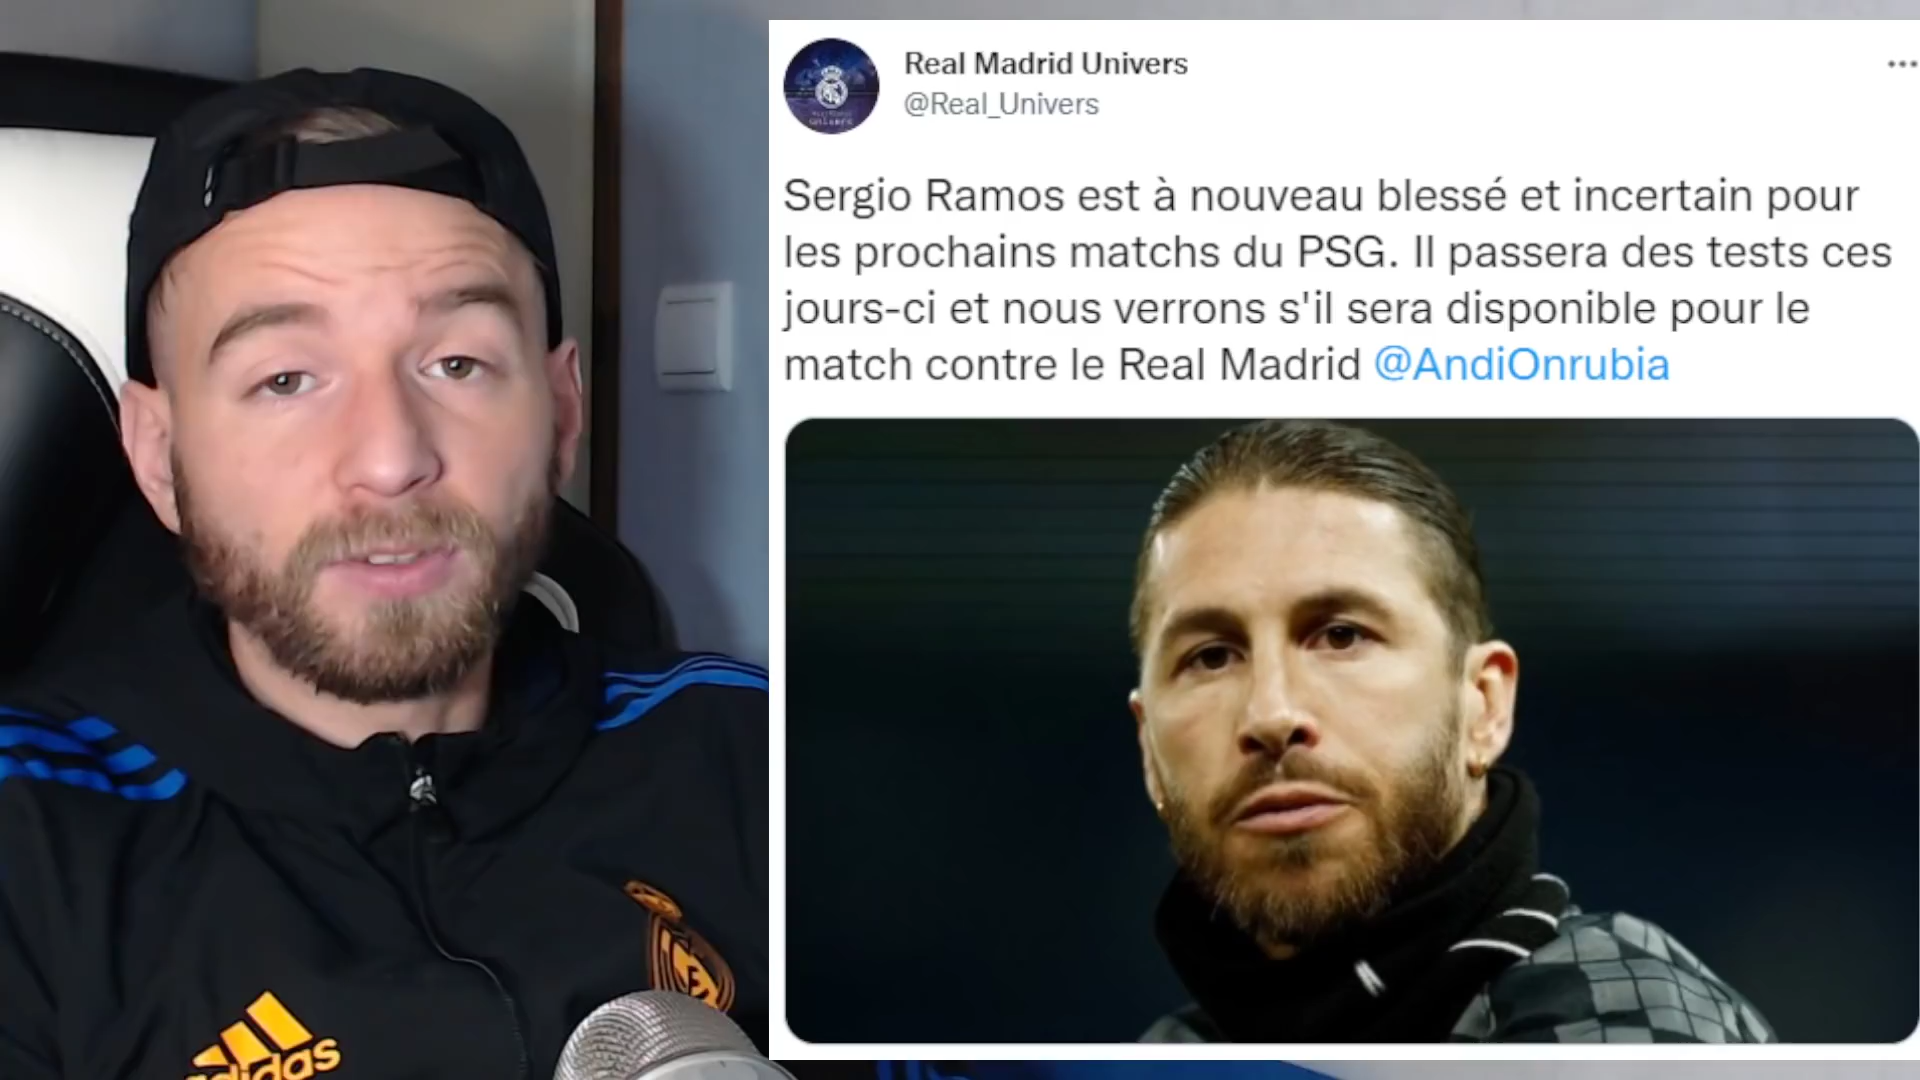 Real Madrid Univers
@Real_Univers
Sergio Ramos est à nouveau blessé et incertain pour
les prochains matchs du PSG. Il passera des tests ces
jours-ci et nous verrons s'il sera disponible pour le
match contre le Real Madrid @AndiOnrubia
adidas